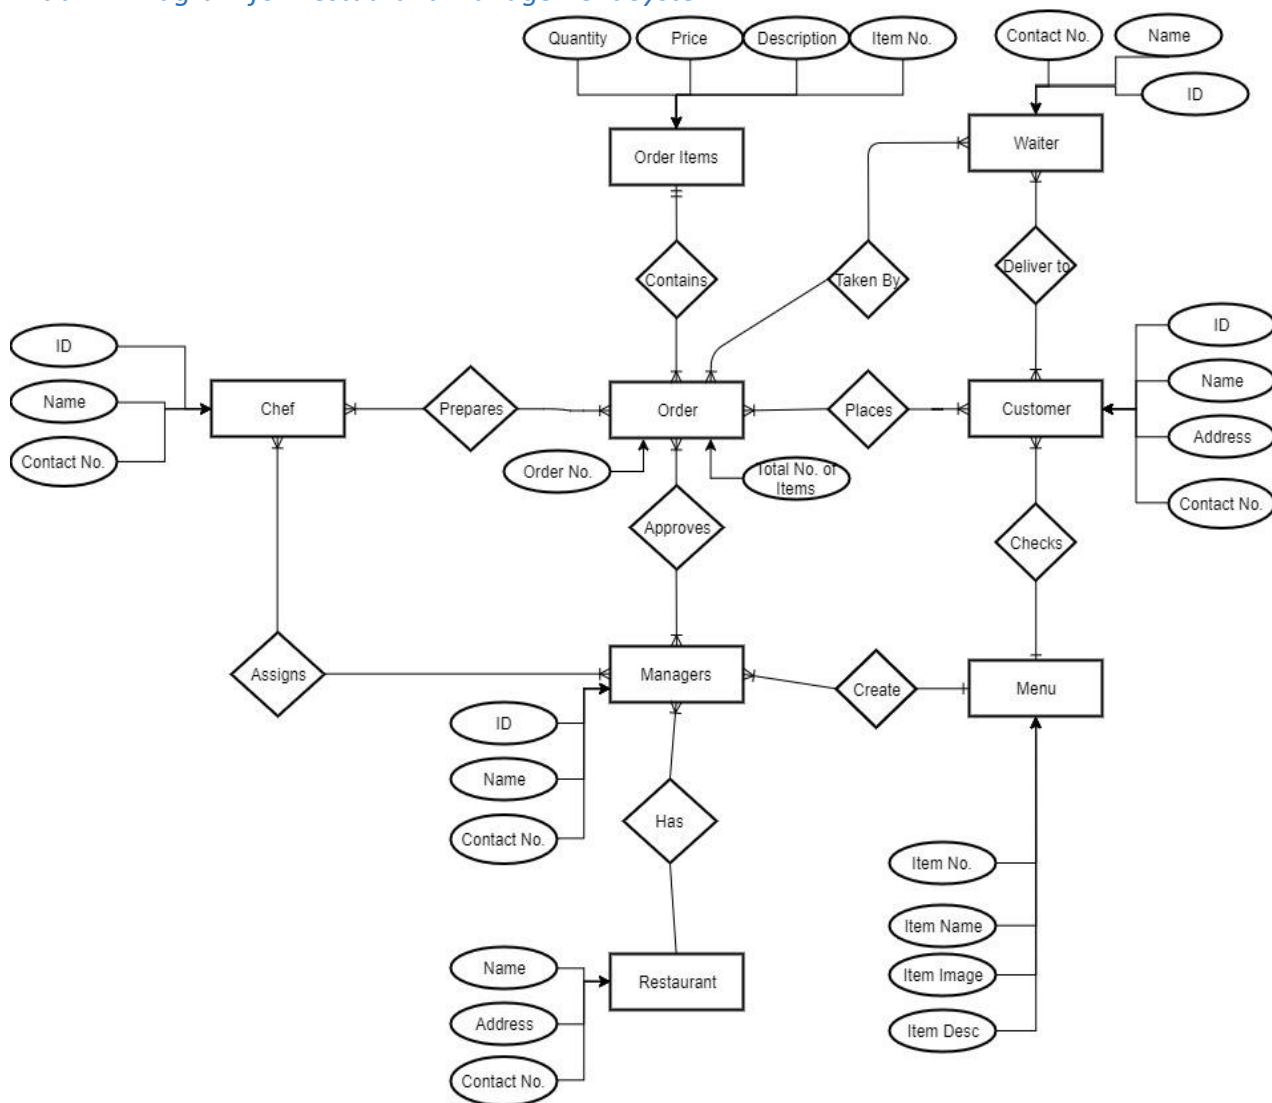 Quantity
Price
Description
Item No.
Contact No.
Name
ID
Order Items
Waiter
Contains
Taken By
Deliver to
ID
Name
Contact No.
Chef
Prepares
Order
Places
Customer
ID
Name
Address
Contact No.
Order No.
Total No. of
Items
Approves
Checks
Assigns
Managers
Create
Menu
ID
Name
Contact No.
Has
Item No.
Item Name
Item Image
Item Desc
Name
Address
Contact No.
Restaurant